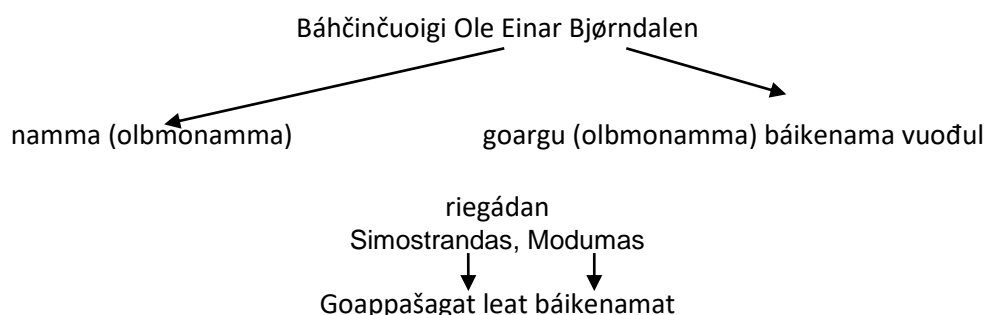 Báhčinčuoigi Ole Einar Bjørndalen
namma (olbmonamma) goargu (olbmonamma) báikenama vuođul
riegádan
Simostrandas, Modumas
Goappašagat leat báikenamat